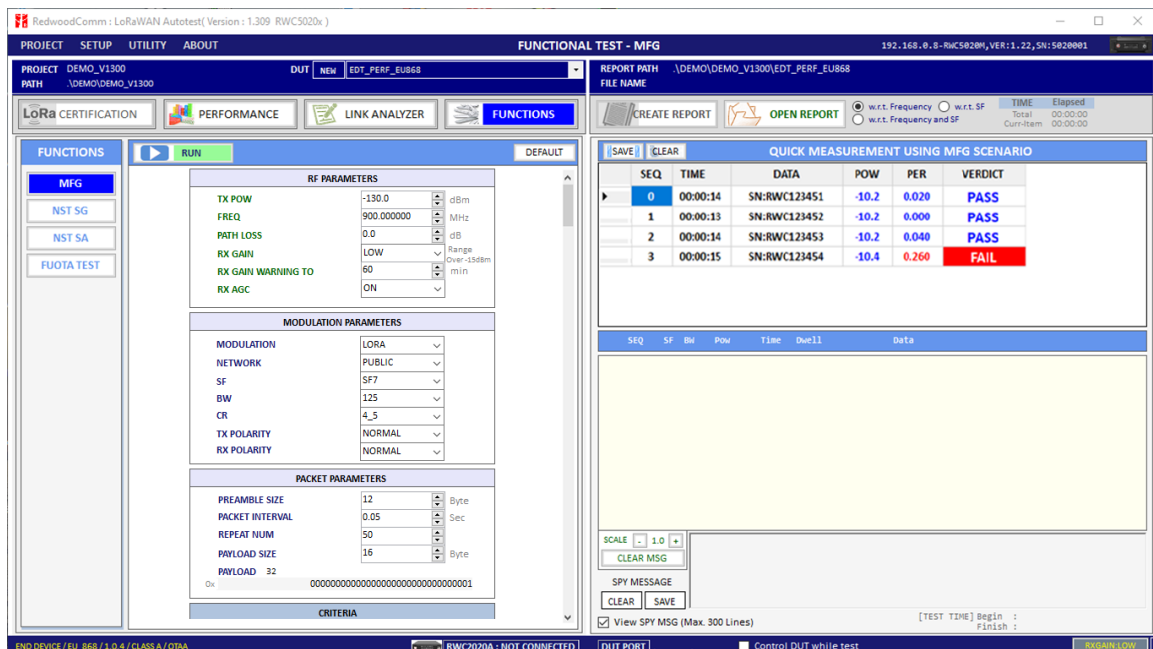 RedwoodComm : LoRaWAN Autotest( Version : 1.309  RWC5020x )
PROJECT SETUP UTILITY ABOUT FUNCTIONAL TEST - MFG 192.168.0.8-RWC5020M,VER:1.22,SN:5020001
PROJECT DEMO_V1300 DUT NEW EDT_PERF_EU868
PATH .\DEMO\DEMO_V1300
REPORT PATH .\DEMO\DEMO_V1300\EDT_PERF_EU868
FILE NAME
LoRa CERTIFICATION PERFORMANCE LINK ANALYZER FUNCTIONS
CREATE REPORT OPEN REPORT w.r.t. Frequency w.r.t. SF
w.r.t. Frequency and SF
TIME Elapsed
Total 00:00:00
Curr-Item 00:00:00
FUNCTIONS
MFG
NST SG
NST SA
FUOTA TEST
RUN DEFAULT
RF PARAMETERS
TX POW -130.0 dBm
FREQ 900.000000 MHz
PATH LOSS 0.0 dB
RX GAIN LOW Range
Over -15dBm
RX GAIN WARNING TO 60 min
RX AGC ON
MODULATION PARAMETERS
MODULATION LORA
NETWORK PUBLIC
SF SF7
BW 125
CR 4_5
TX POLARITY NORMAL
RX POLARITY NORMAL
PACKET PARAMETERS
PREAMBLE SIZE 12 Byte
PACKET INTERVAL 0.05 Sec
REPEAT NUM 50
PAYLOAD SIZE 16 Byte
PAYLOAD 32
0x 00000000000000000000000000000001
CRITERIA
SAVE CLEAR QUICK MEASUREMENT USING MFG SCENARIO
SEQ TIME DATA POW PER VERDICT
0 00:00:14 SN:RWC123451 -10.2 0.020 PASS
1 00:00:13 SN:RWC123452 -10.2 0.000 PASS
2 00:00:14 SN:RWC123453 -10.2 0.040 PASS
3 00:00:15 SN:RWC123454 -10.4 0.260 FAIL
SEQ SF BW Pow Time Dwell Data
SCALE - 1.0 +
CLEAR MSG
SPY MESSAGE
CLEAR SAVE
View SPY MSG (Max. 300 Lines)
[TEST TIME] Begin :
Finish :
END DEVICE / EU_868 / 1.0.4 / CLASS A / OTAA RWC2020A : NOT CONNECTED DUT PORT Control DUT while test RXGAIN:LOW